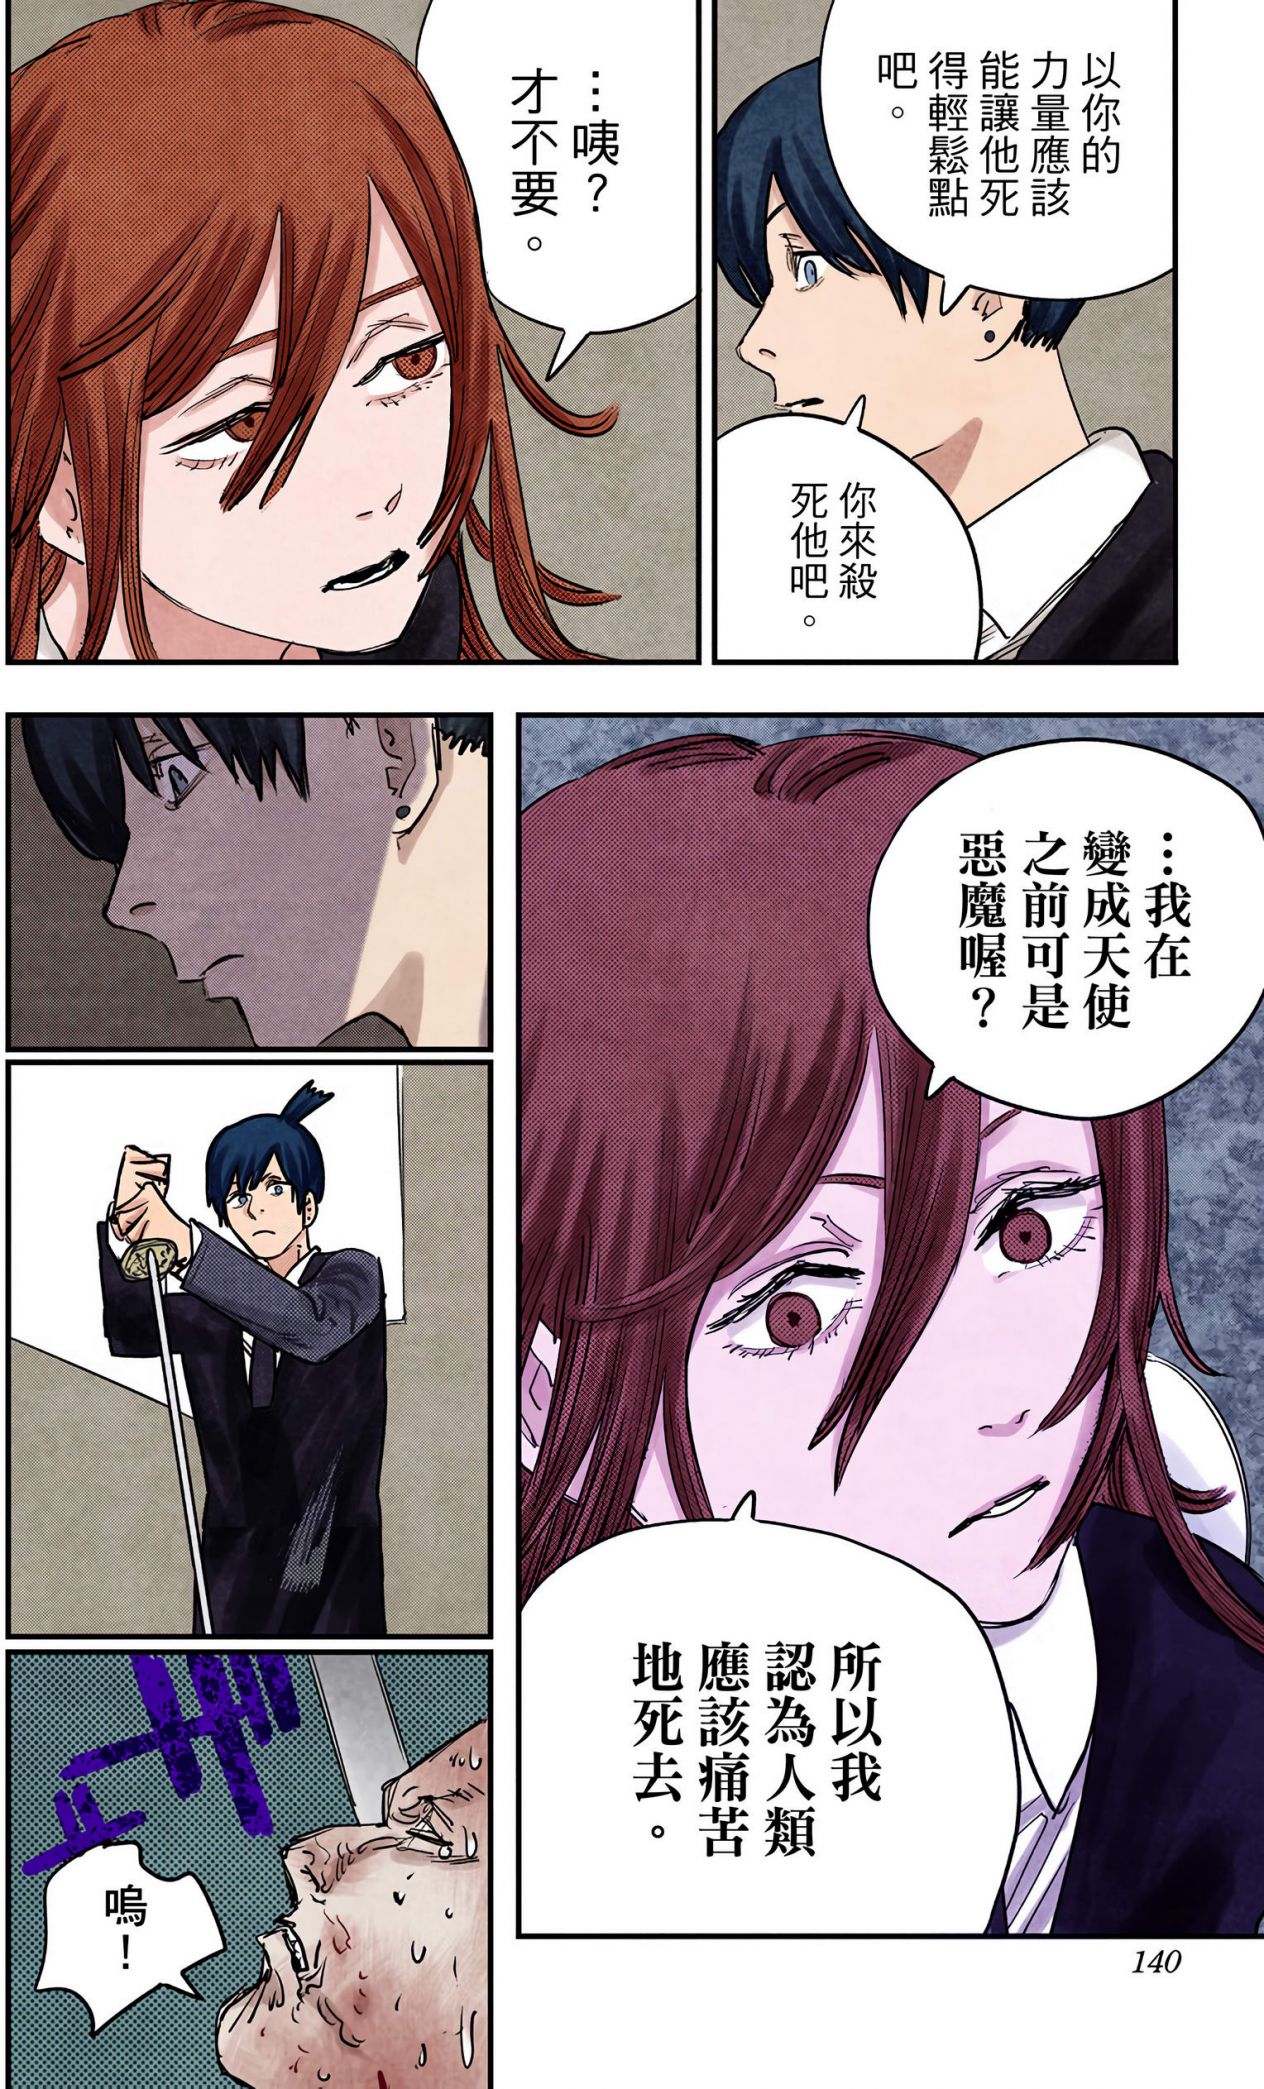 以你的
力量應該
能讓他死
得輕鬆點
吧。
你來殺
死他吧。
…咦？
才不要。
…我在
變成天使
之前可是
惡魔喔？
所以我
認為人類
應該痛苦
地死去。
嗚！
140